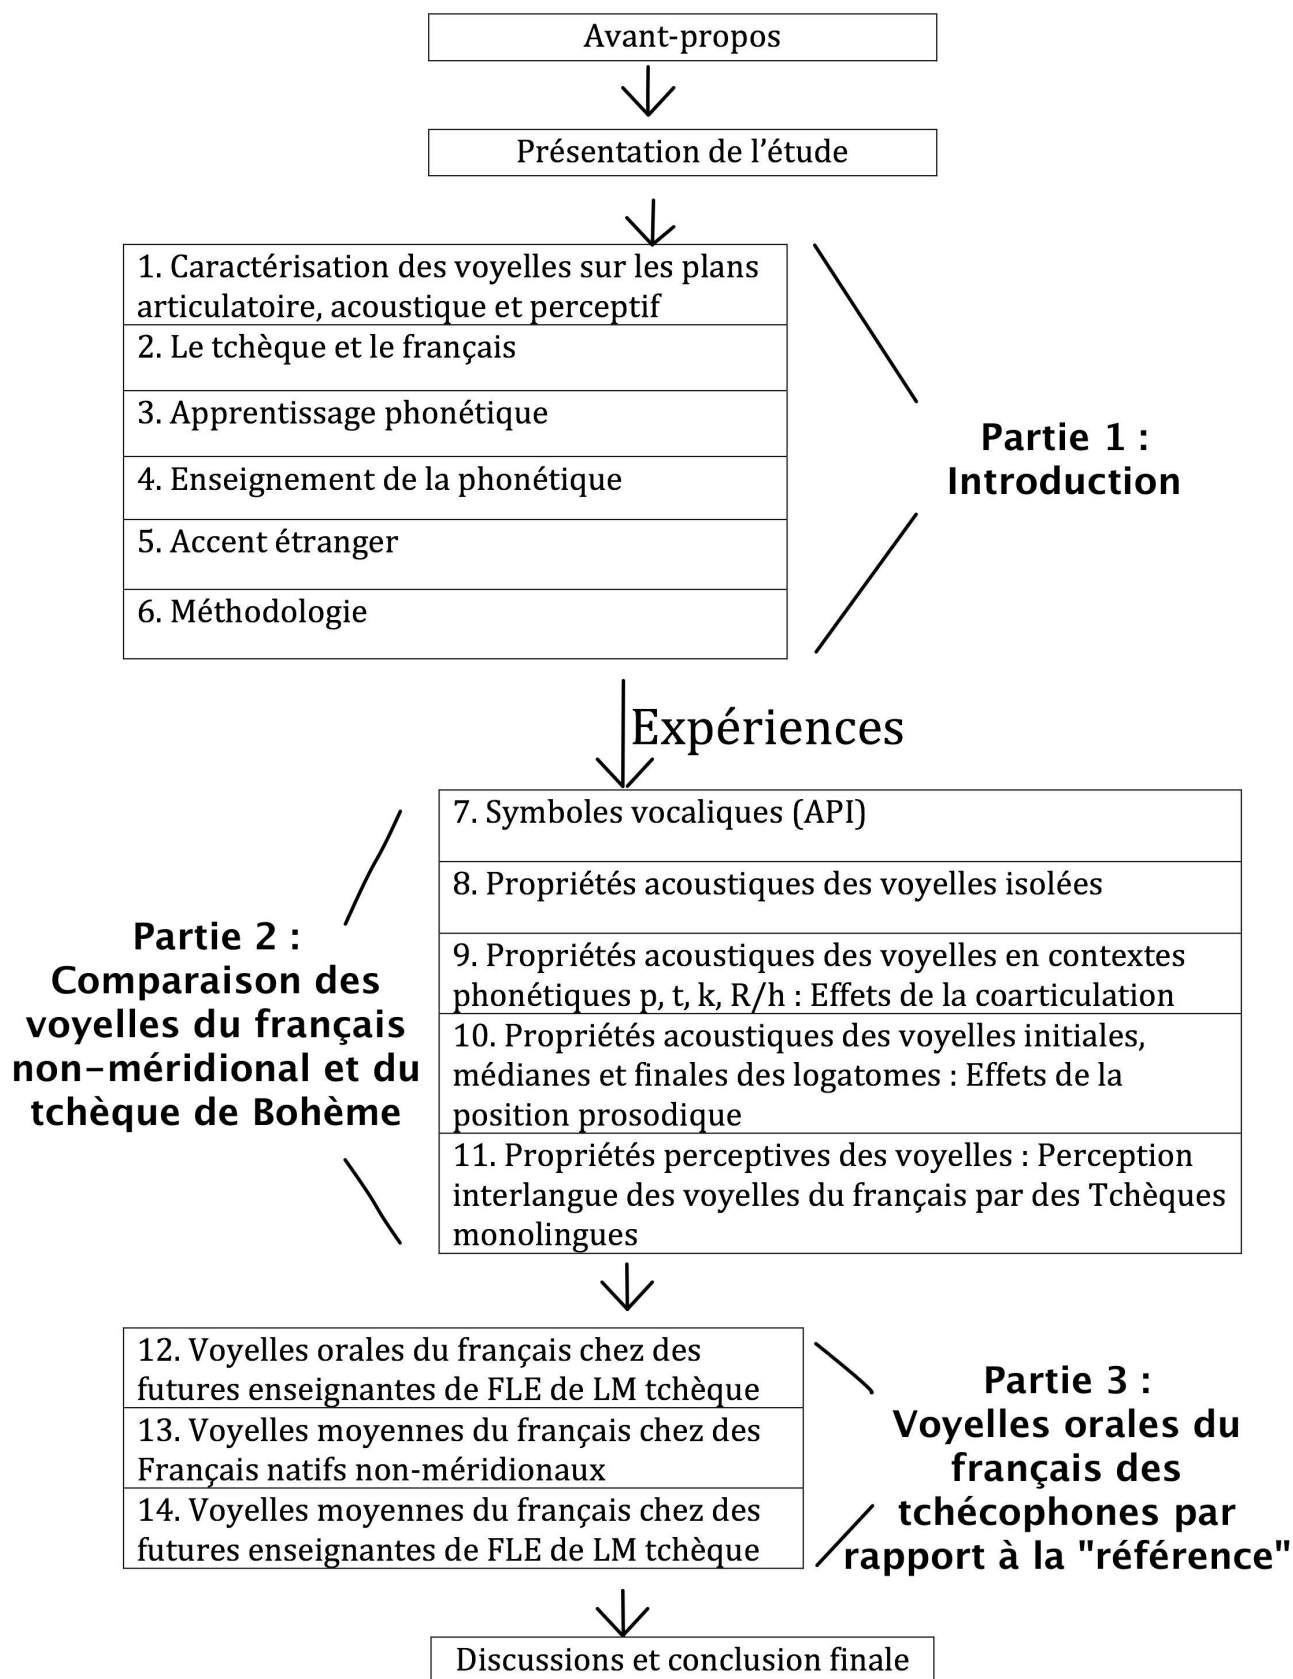 Avant-propos
Présentation de l’étude
1. Caractérisation des voyelles sur les plans
articulatoire, acoustique et perceptif
2. Le tchèque et le français
3. Apprentissage phonétique
4. Enseignement de la phonétique
5. Accent étranger
6. Méthodologie
Partie 1 :
Introduction
Expériences
Partie 2 :
Comparaison des
voyelles du français
non-méridional et du
tchèque de Bohème
7. Symboles vocaliques (API)
8. Propriétés acoustiques des voyelles isolées
9. Propriétés acoustiques des voyelles en contextes
phonétiques p, t, k, R/h : Effets de la coarticulation
10. Propriétés acoustiques des voyelles initiales,
médianes et finales des logatomes : Effets de la
position prosodique
11. Propriétés perceptives des voyelles : Perception
interlangue des voyelles du français par des Tchèques
monolingues
12. Voyelles orales du français chez des
futures enseignantes de FLE de LM tchèque
13. Voyelles moyennes du français chez des
Français natifs non-méridionaux
14. Voyelles moyennes du français chez des
futures enseignantes de FLE de LM tchèque
Partie 3 :
Voyelles orales du
français des
tchécophones par
rapport à la "référence"
Discussions et conclusion finale